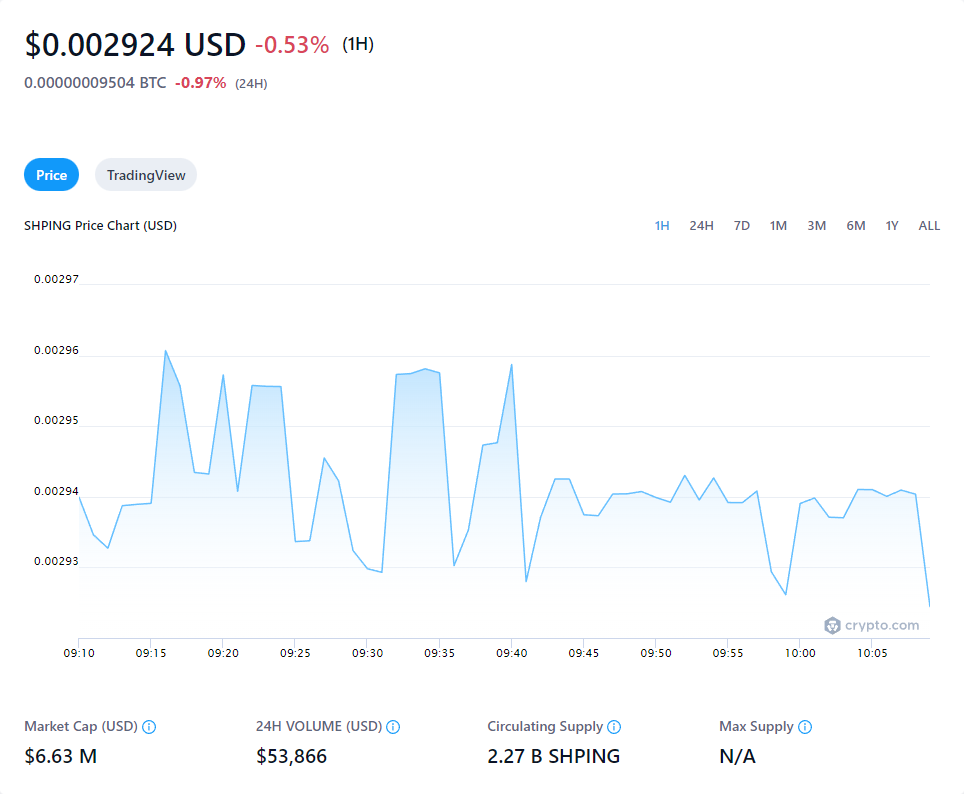 $0.002924 USD -0.53% (1H)
0.00000009504 BTC -0.97% (24H)
Price TradingView
SHPING Price Chart (USD) 1H 24H 7D 1M 3M 6M 1Y ALL
0.00297
0.00296
0.00295
0.00294
0.00293
crypto.com
09:10 09:15 09:20 09:25 09:30 09:35 09:40 09:45 09:50 09:55 10:00 10:05
Market Cap (USD) 24H VOLUME (USD) Circulating Supply Max Supply
$6.63 M $53,866 2.27 B SHPING N/A